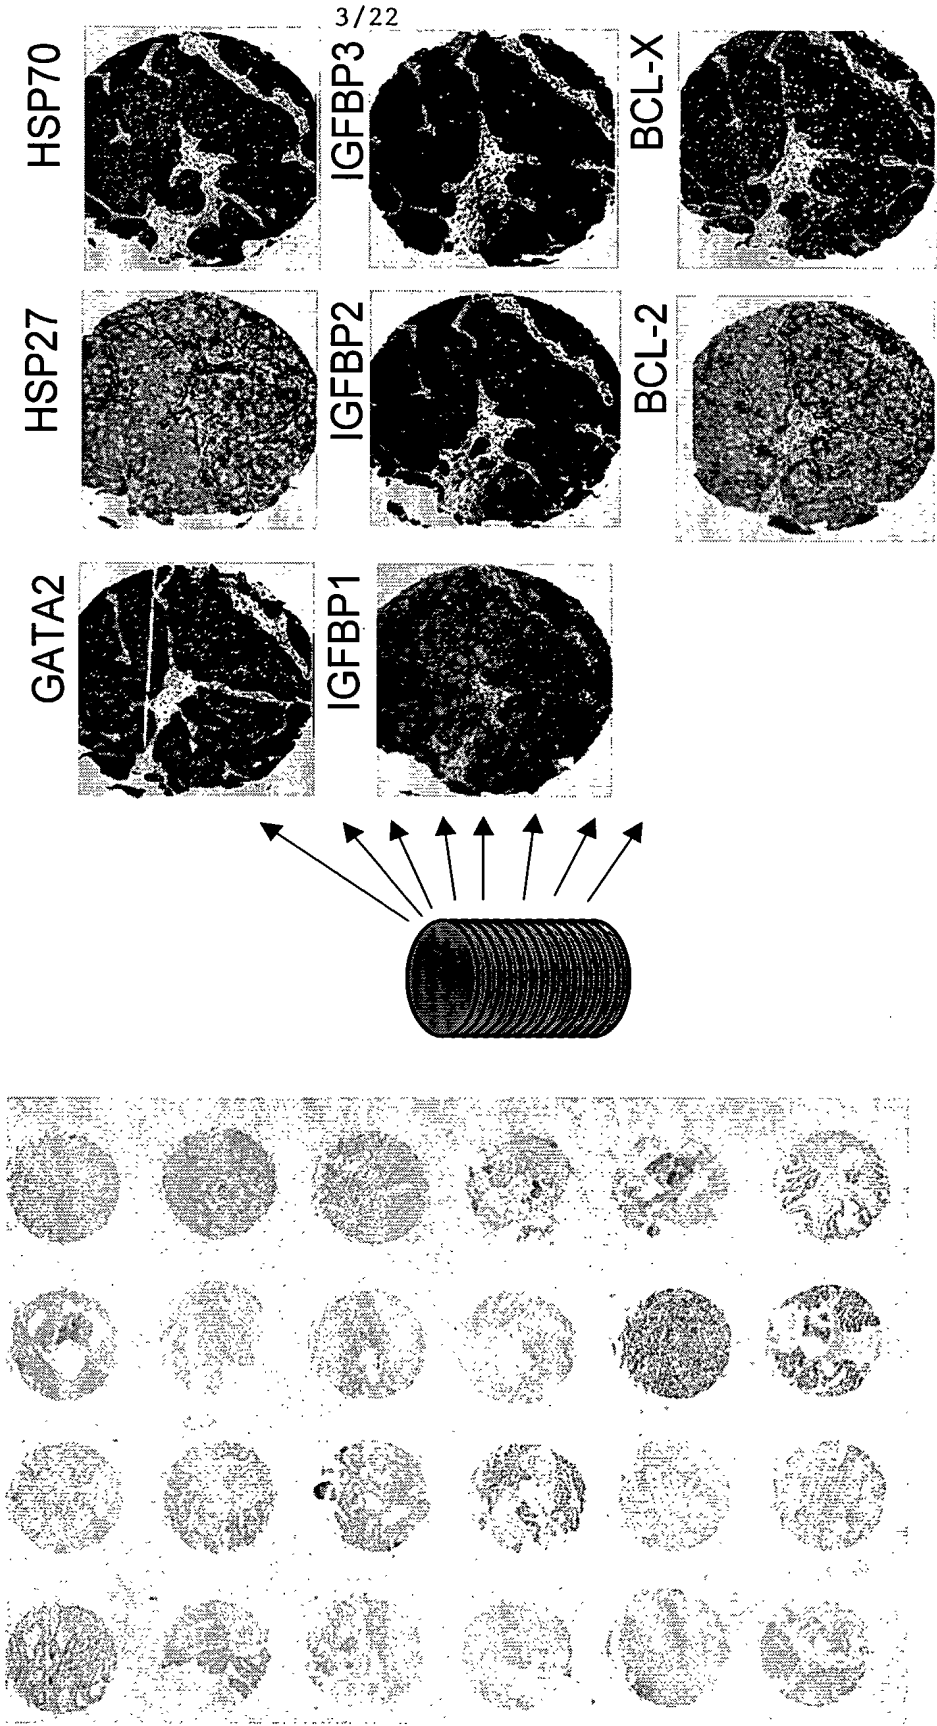 3/22
HSP70
IGFBP3
BCL-X
HSP27
IGFBP2
BCL-2
GATA2
IGFBP1